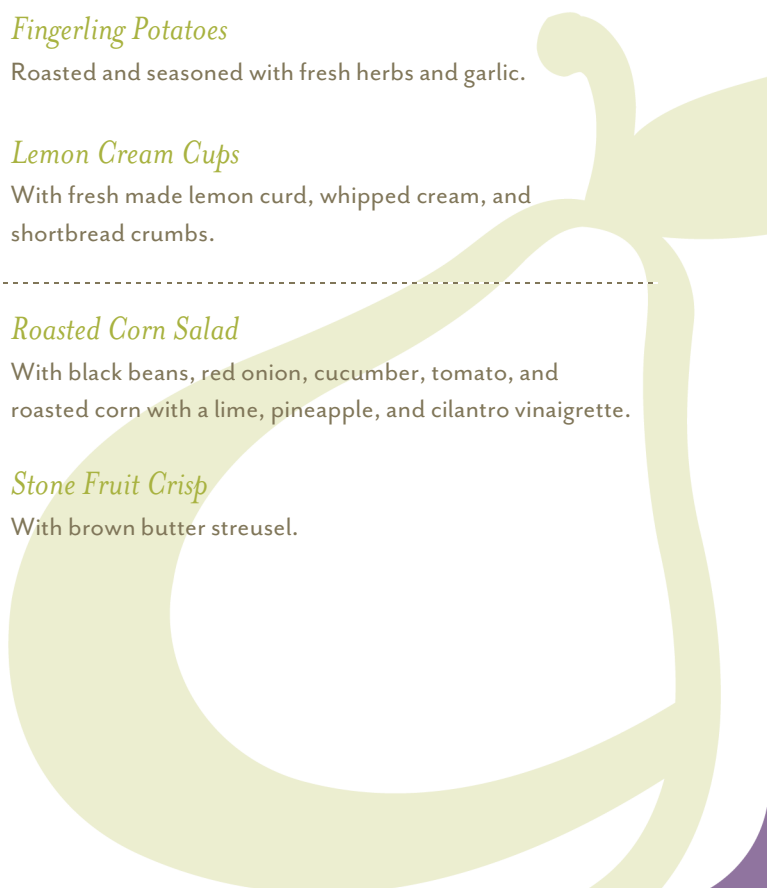 Fingerling Potatoes
Roasted and seasoned with fresh herbs and garlic.
Lemon Cream Cups
With fresh made lemon curd, whipped cream, and
shortbread crumbs.
Roasted Corn Salad
With black beans, red onion, cucumber, tomato, and
roasted corn with a lime, pineapple, and cilantro vinaigrette.
Stone Fruit Crisp
With brown butter streusel.